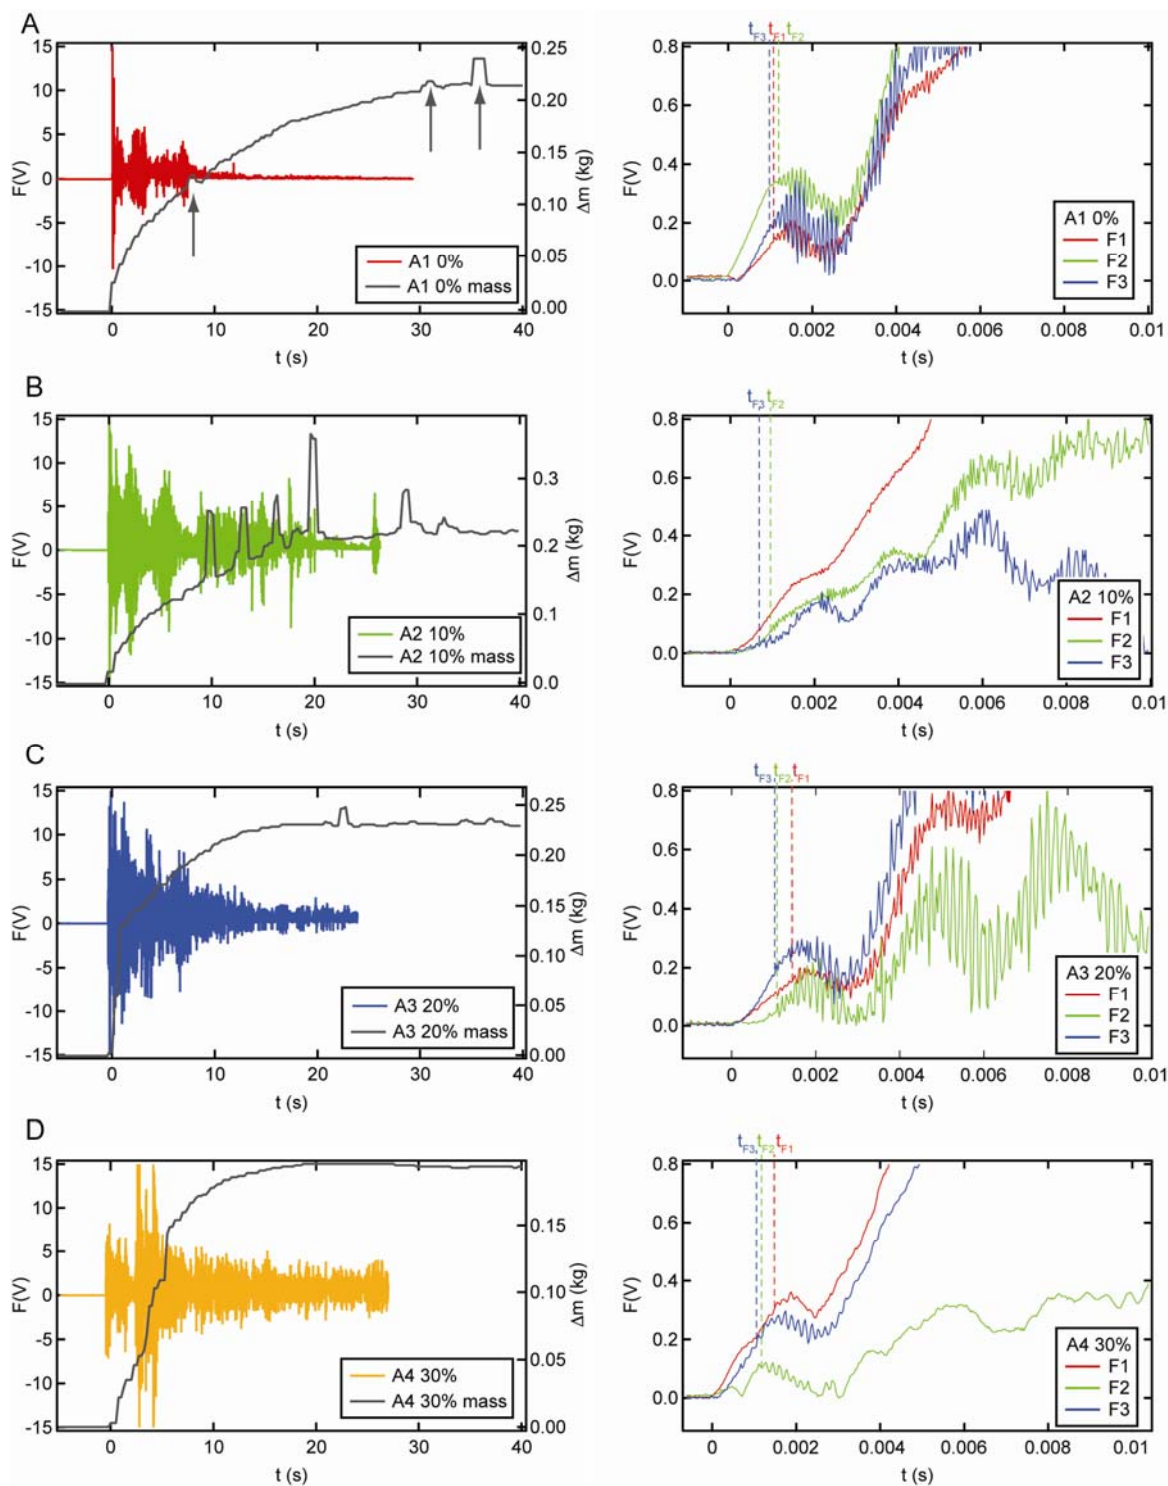 A
15
10
5
0
-5
-10
-15
F(V)
0.25
0.20
0.15
0.10
0.05
0.00
Δm (kg)
A1 0%
A1 0% mass
0 10 20 30 40
t (s)
tF3 tF1 tF2
0.8
0.6
0.4
0.2
0.0
F(V)
A1 0%
F1
F2
F3
0 0.002 0.004 0.006 0.008 0.01
t (s)
B
15
10
5
0
-5
-10
-15
F(V)
0.3
0.2
0.1
0.0
Δm (kg)
A2 10%
A2 10% mass
0 10 20 30 40
t (s)
tF3 tF2
0.8
0.6
0.4
0.2
0.0
F(V)
A2 10%
F1
F2
F3
0 0.002 0.004 0.006 0.008 0.01
t (s)
C
15
10
5
0
-5
-10
-15
F(V)
0.25
0.20
0.15
0.10
0.05
0.00
Δm (kg)
A3 20%
A3 20% mass
0 10 20 30 40
t (s)
tF3 tF2 tF1
0.8
0.6
0.4
0.2
0.0
F(V)
A3 20%
F1
F2
F3
0 0.002 0.004 0.006 0.008 0.01
t (s)
D
15
10
5
0
-5
-10
-15
F(V)
0.15
0.10
0.05
0.00
Δm (kg)
A4 30%
A4 30% mass
0 10 20 30 40
t (s)
tF3 tF2 tF1
0.8
0.6
0.4
0.2
0.0
F(V)
A4 30%
F1
F2
F3
0 0.002 0.004 0.006 0.008 0.01
t (s)